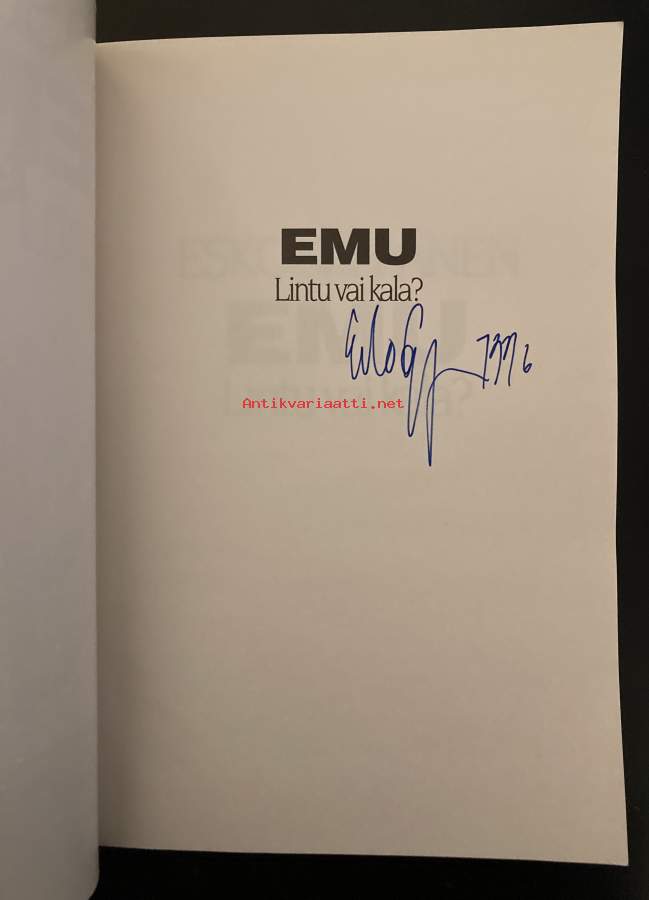 EMU
Lintu vai kala?
Antikvariaatti.net